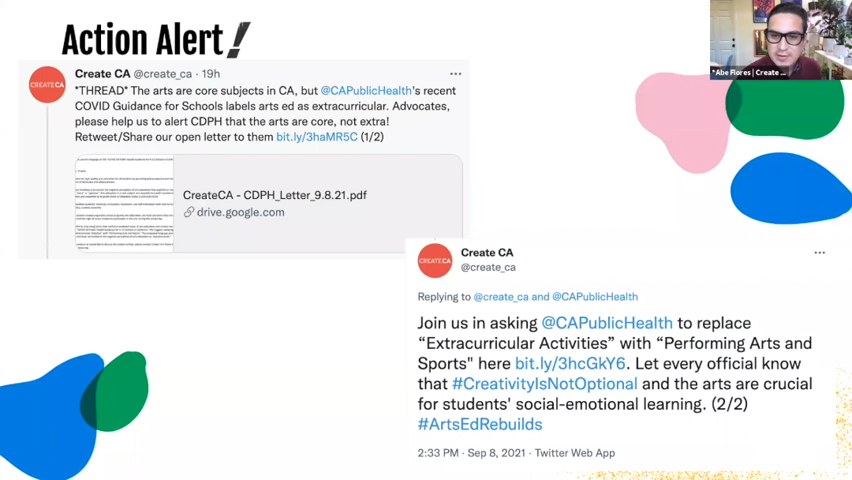 Action Alert!
*Abe Flores | Create ...
CREATE CA
Create CA @create_ca · 19h
*THREAD* The arts are core subjects in CA, but @CAPublicHealth's recent
COVID Guidance for Schools labels arts ed as extracurricular. Advocates,
please help us to alert CDPH that the arts are core, not extra!
Retweet/Share our open letter to them bit.ly/3haMR5C (1/2)
CreateCA - CDPH_Letter_9.8.21.pdf
drive.google.com
CREATE CA
Create CA
@create_ca
Replying to @create_ca and @CAPublicHealth
Join us in asking @CAPublicHealth to replace
“Extracurricular Activities” with “Performing Arts and
Sports" here bit.ly/3hcGkY6. Let every official know
that #CreativityIsNotOptional and the arts are crucial
for students' social-emotional learning. (2/2)
#ArtsEdRebuilds
2:33 PM · Sep 8, 2021 · Twitter Web App